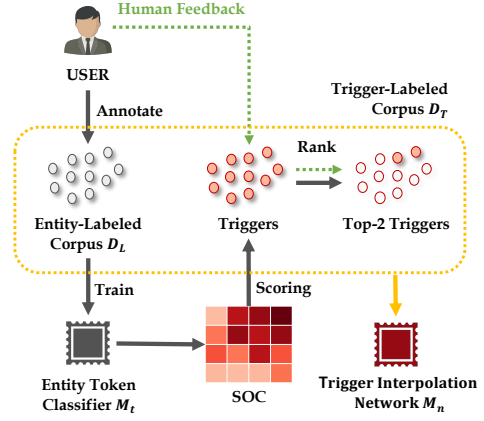 Human Feedback
USER
Annotate
Trigger-Labeled
Corpus D_T
Rank
Entity-Labeled
Corpus D_L
Triggers
Top-2 Triggers
Train
Scoring
Entity Token
Classifier M_t
SOC
Trigger Interpolation
Network M_n